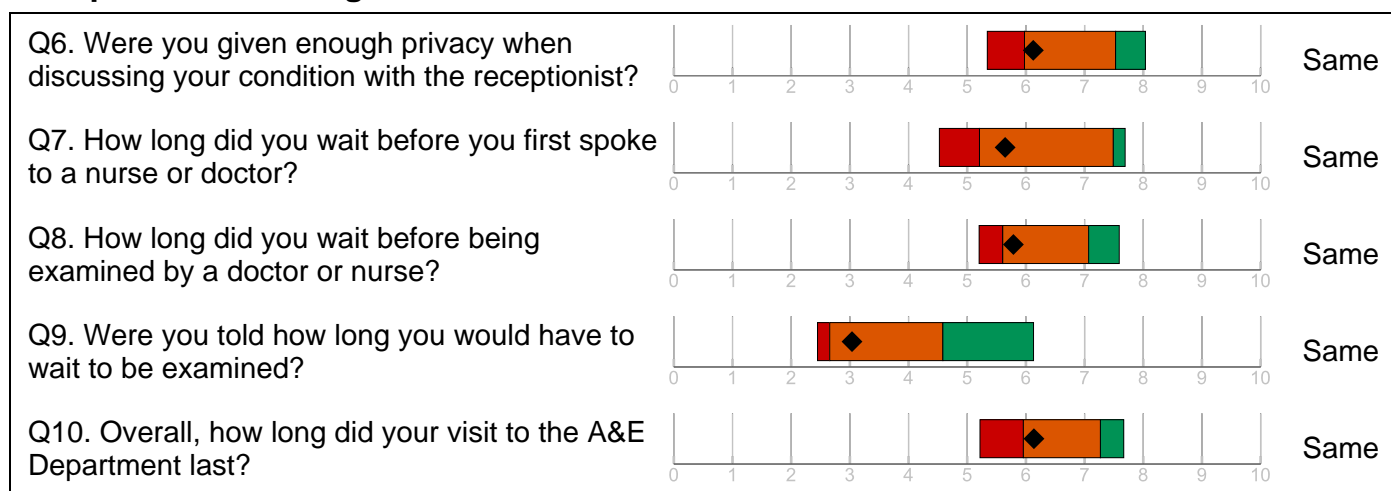 Q6. Were you given enough privacy when
discussing your condition with the receptionist?
Same
0 1 2 3 4 5 6 7 8 9 10
Q7. How long did you wait before you first spoke
to a nurse or doctor?
Same
0 1 2 3 4 5 6 7 8 9 10
Q8. How long did you wait before being
examined by a doctor or nurse?
Same
0 1 2 3 4 5 6 7 8 9 10
Q9. Were you told how long you would have to
wait to be examined?
Same
0 1 2 3 4 5 6 7 8 9 10
Q10. Overall, how long did your visit to the A&E
Department last?
Same
0 1 2 3 4 5 6 7 8 9 10